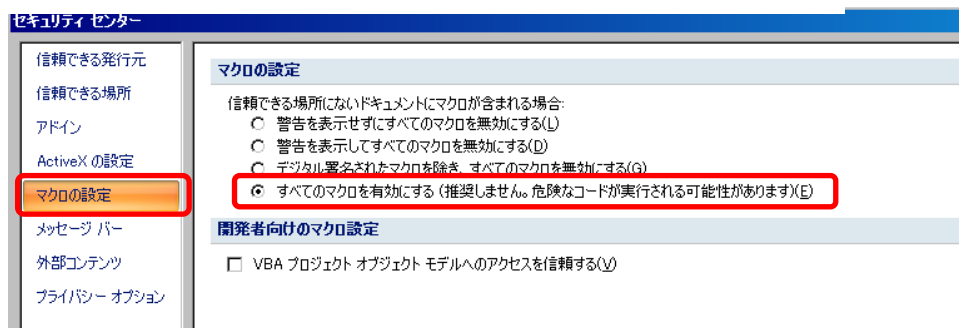 セキュリティ センター
信頼できる発行元
信頼できる場所
アドイン
ActiveX の設定
マクロの設定
メッセージ バー
外部コンテンツ
プライバシー オプション
マクロの設定
信頼できる場所にないドキュメントにマクロが含まれる場合:
警告を表示せずにすべてのマクロを無効にする(L)
警告を表示してすべてのマクロを無効にする(D)
デジタル署名されたマクロを除き、すべてのマクロを無効にする(G)
すべてのマクロを有効にする (推奨しません。危険なコードが実行される可能性があります)(E)
開発者向けのマクロ設定
VBA プロジェクト オブジェクト モデルへのアクセスを信頼する(V)